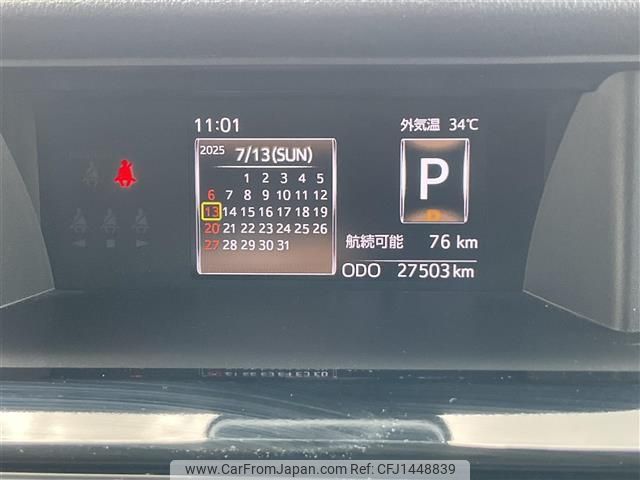 11:01
外気温 34℃
2025 7/13(SUN)
1 2 3 4 5
6 7 8 9 10 11 12
13 14 15 16 17 18 19
20 21 22 23 24 25 26
27 28 29 30 31
P
P
航続可能 76 km
ODO 27503 km
www.CarFromJapan.com - CFJ1448839